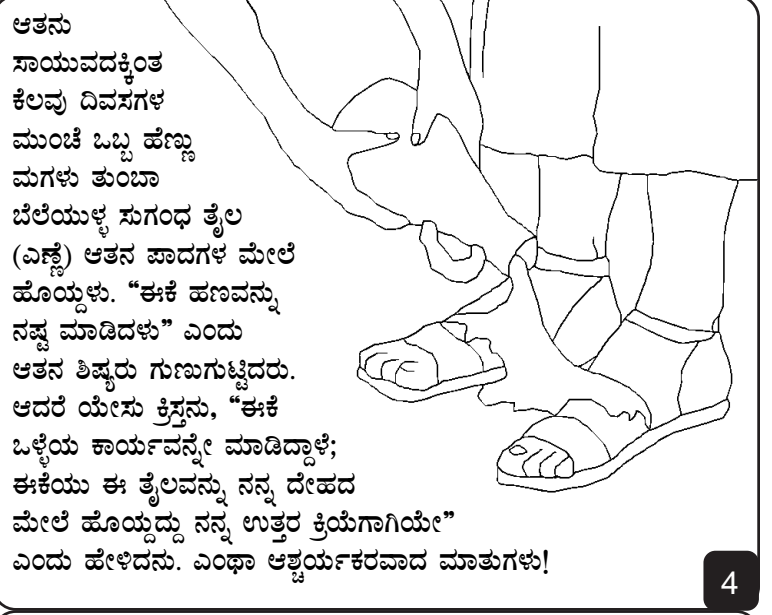 ಆತನು
ಸಾಯುವದಕ್ಕಿಂತ
ಕೆಲವು ದಿವಸಗಳ
ಮುಂಚೆ ಒಬ್ಬ ಹೆಣ್ಣು
ಮಗಳು ತುಂಬಾ
ಬೆಲೆಯುಳ್ಳ ಸುಗಂಧ ತೈಲ
(ಎಣ್ಣೆ) ಆತನ ಪಾದಗಳ ಮೇಲೆ
ಹೊಯ್ದಳು. “ಈಕೆ ಹಣವನ್ನು
ನಷ್ಟ ಮಾಡಿದಳು” ಎಂದು
ಆತನ ಶಿಷ್ಯರು ಗುಣುಗುಟ್ಟಿದರು.
ಆದರೆ ಯೇಸು ಕ್ರಿಸ್ತನು, “ಈಕೆ
ಒಳ್ಳೆಯ ಕಾರ್ಯವನ್ನೇ ಮಾಡಿದ್ದಾಳೆ;
ಈಕೆಯು ಈ ತೈಲವನ್ನು ನನ್ನ ದೇಹದ
ಮೇಲೆ ಹೊಯ್ದದ್ದು ನನ್ನ ಉತ್ತರ ಕ್ರಿಯೆಗಾಗಿಯೇ”
ಎಂದು ಹೇಳಿದನು. ಎಂಥಾ ಆಶ್ಚರ್ಯಕರವಾದ ಮಾತುಗಳು!
4